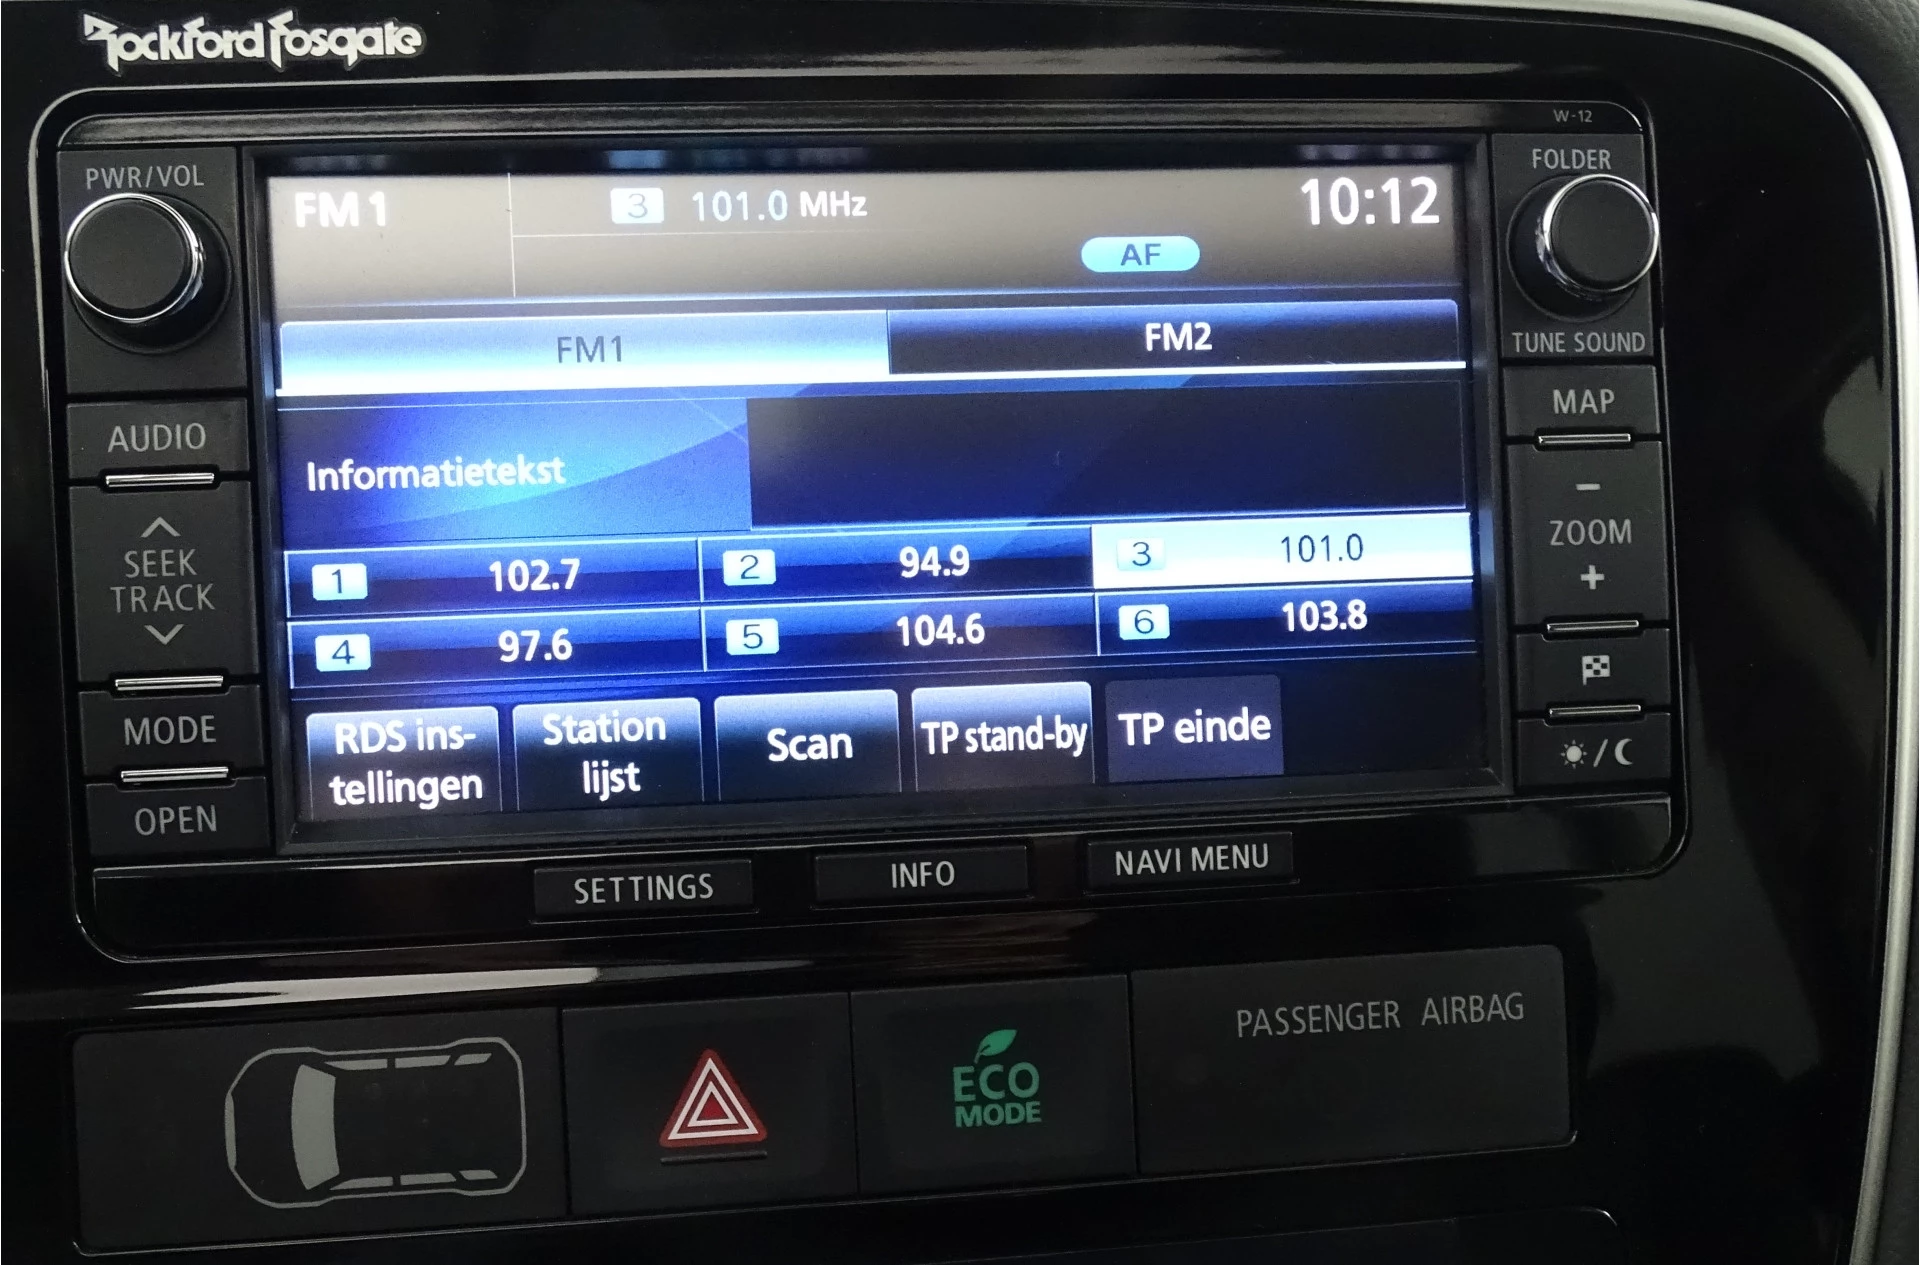 Rockford Fosgate
W-12
PWR/VOL
FOLDER
FM 1
3 101.0 MHz
10:12
AF
TUNE SOUND
FM1
FM2
AUDIO
MAP
Informatietekst
SEEK
TRACK
-
ZOOM
+
1 102.7
2 94.9
3 101.0
4 97.6
5 104.6
6 103.8
MODE
RDS ins-
tellingen
Station
lijst
Scan
TP stand-by
TP einde
/
OPEN
SETTINGS
INFO
NAVI MENU
ECO
MODE
PASSENGER AIRBAG